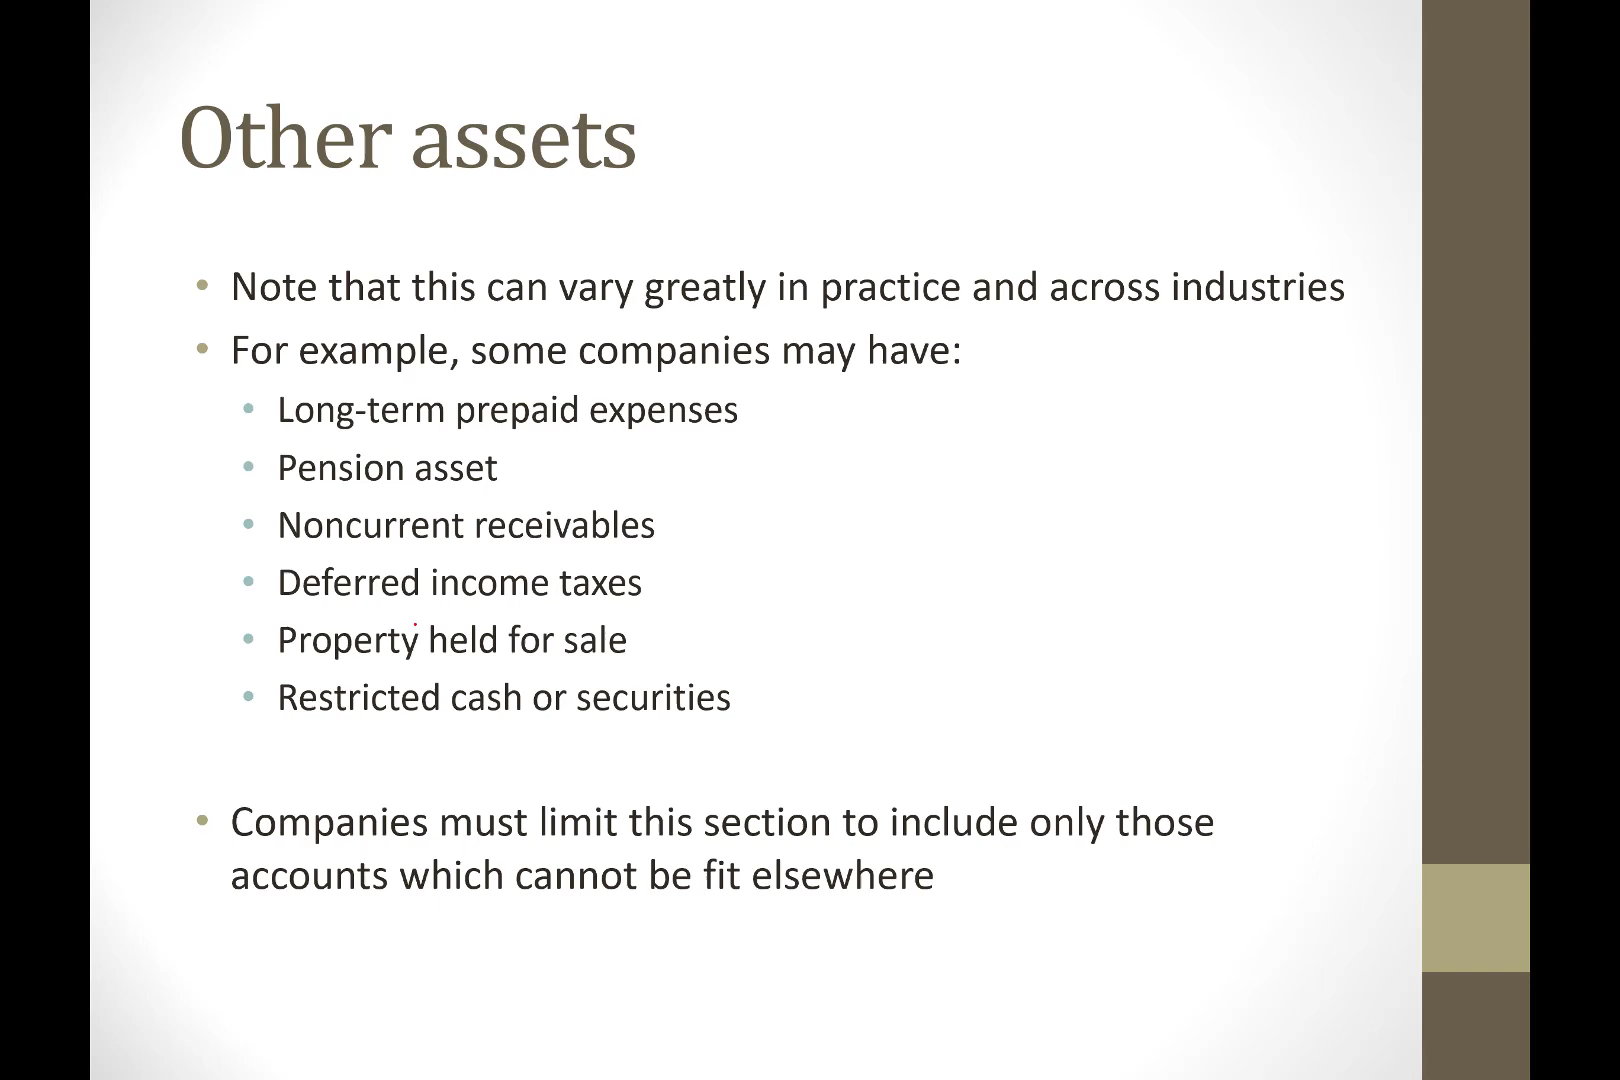 Other assets
• Note that this can vary greatly in practice and across industries
• For example, some companies may have:
• Long-term prepaid expenses
• Pension asset
• Noncurrent receivables
• Deferred income taxes
• Property held for sale
• Restricted cash or securities
• Companies must limit this section to include only those
accounts which cannot be fit elsewhere